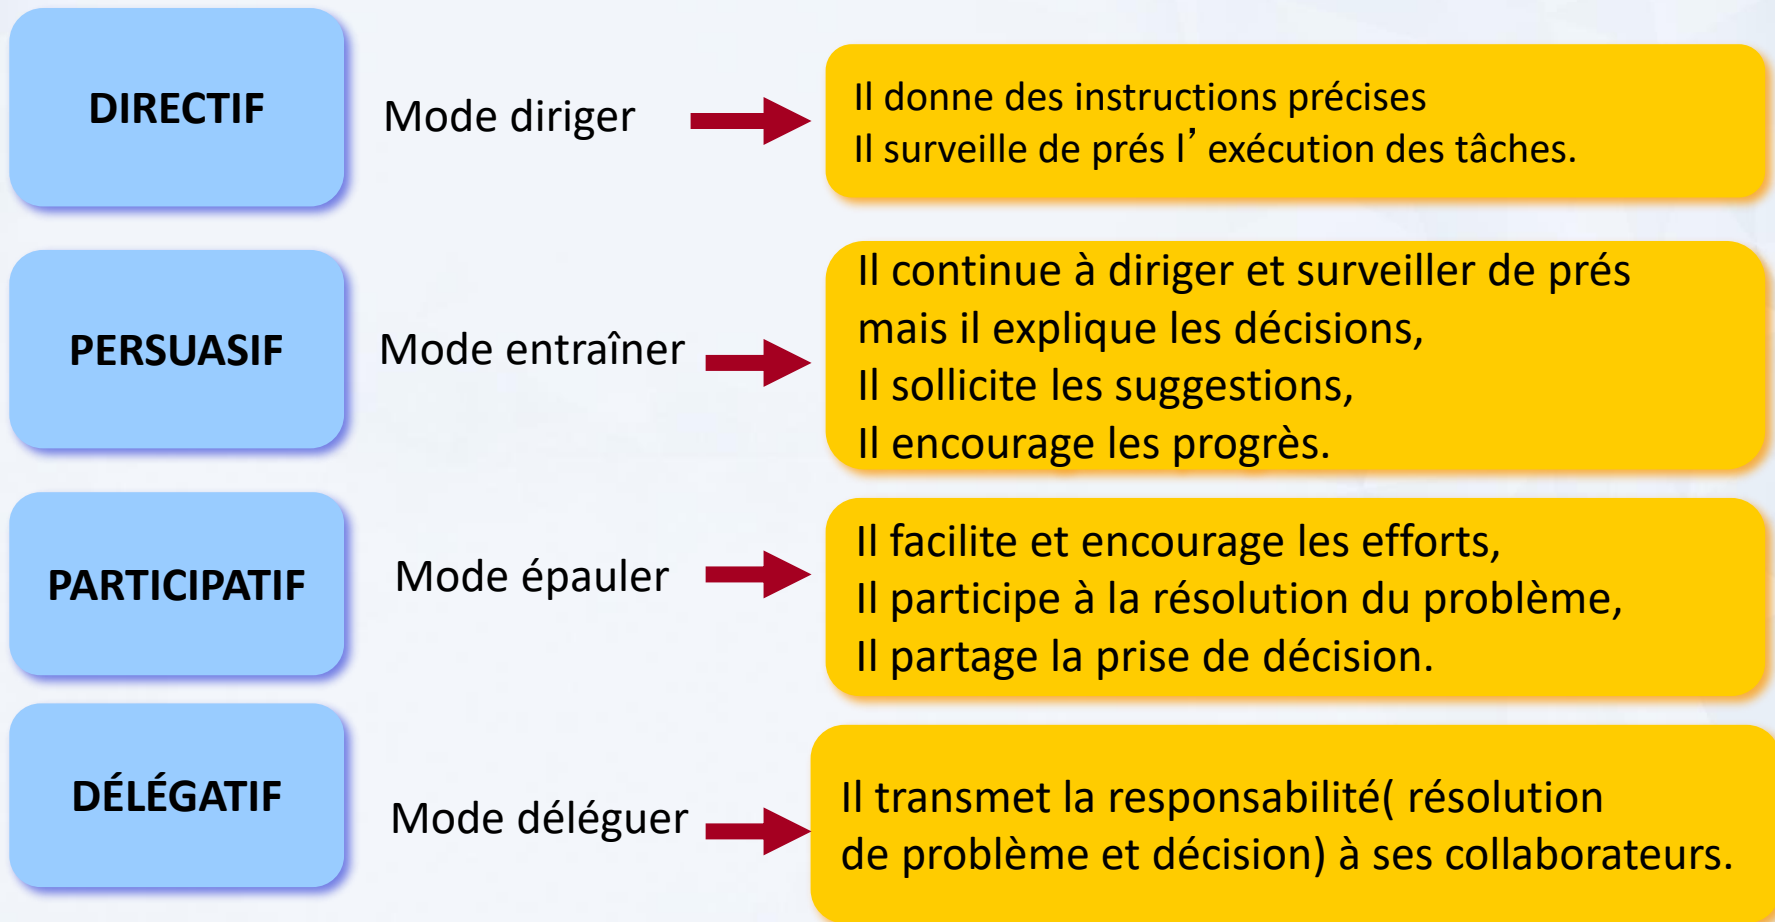 DIRECTIF
Mode diriger
Il donne des instructions précises
Il surveille de prés l’ exécution des tâches.
PERSUASIF
Mode entraîner
Il continue à diriger et surveiller de prés
mais il explique les décisions,
Il sollicite les suggestions,
Il encourage les progrès.
PARTICIPATIF
Mode épauler
Il facilite et encourage les efforts,
Il participe à la résolution du problème,
Il partage la prise de décision.
DÉLÉGATIF
Mode déléguer
Il transmet la responsabilité( résolution
de problème et décision) à ses collaborateurs.